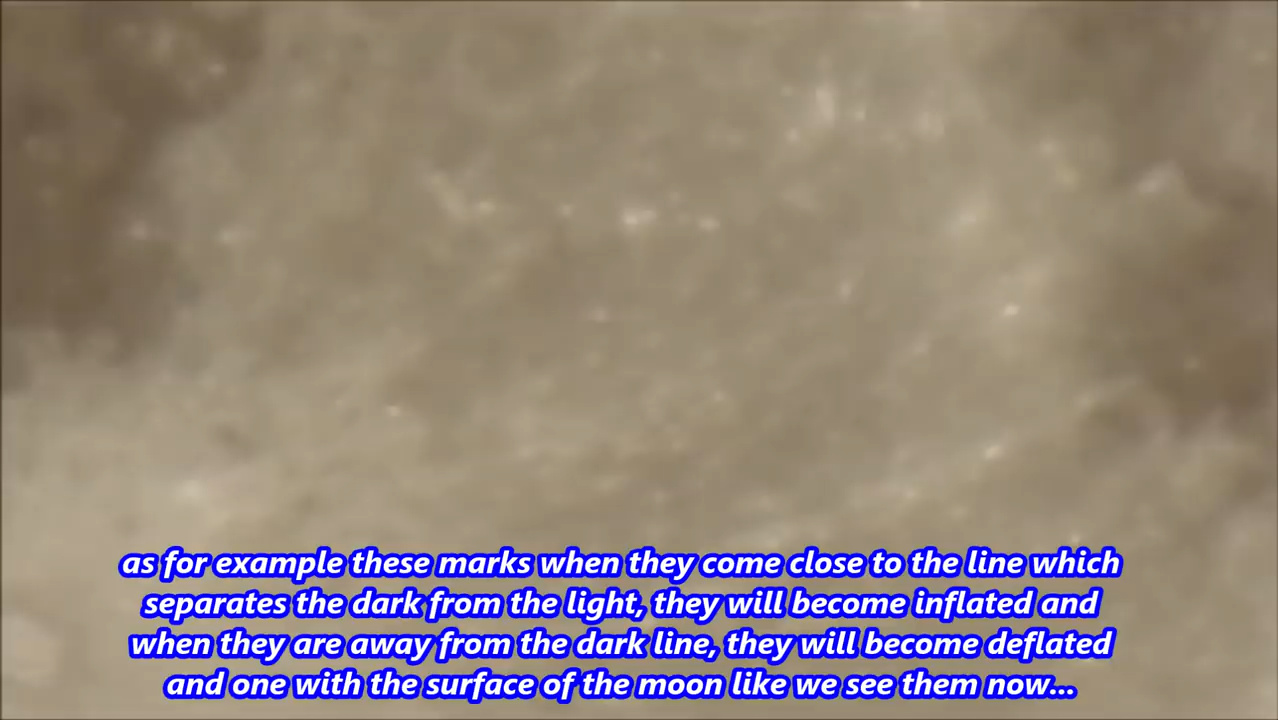 as for example these marks when they come close to the line which
separates the dark from the light, they will become inflated and
when they are away from the dark line, they will become deflated
and one with the surface of the moon like we see them now...